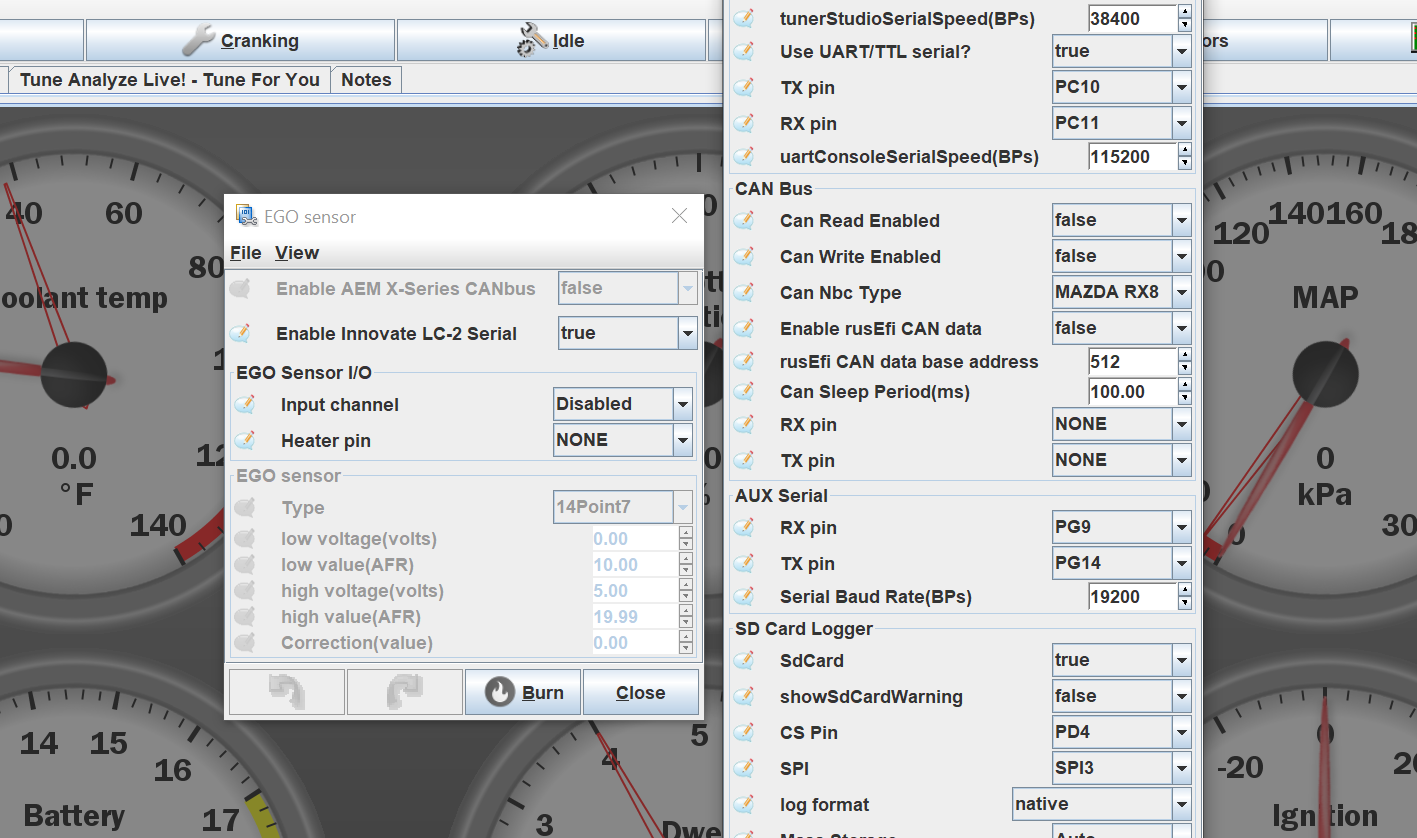 Cranking
Idle
ors
Tune Analyze Live! - Tune For You
Notes
40
60
80
oolant temp
0.0
°F
0
140
12
1
14
15
16
17
Battery
EGO sensor
File View
Enable AEM X-Series CANbus false
Enable Innovate LC-2 Serial true
EGO Sensor I/O
Input channel Disabled
Heater pin NONE
EGO sensor
Type 14Point7
low voltage(volts) 0.00
low value(AFR) 10.00
high voltage(volts) 5.00
high value(AFR) 19.99
Correction(value) 0.00
Burn
Close
3
4
5
Dwe
tunerStudioSerialSpeed(BPs) 38400
Use UART/TTL serial? true
TX pin PC10
RX pin PC11
uartConsoleSerialSpeed(BPs) 115200
CAN Bus
Can Read Enabled false
Can Write Enabled false
Can Nbc Type MAZDA RX8
Enable rusEfi CAN data false
rusEfi CAN data base address 512
Can Sleep Period(ms) 100.00
RX pin NONE
TX pin NONE
AUX Serial
RX pin PG9
TX pin PG14
Serial Baud Rate(BPs) 19200
SD Card Logger
SdCard true
showSdCardWarning false
CS Pin PD4
SPI SPI3
log format native
Mass Storage Auto
120
140
160
18
MAP
0
kPa
0
30
-20
0
20
Ignition